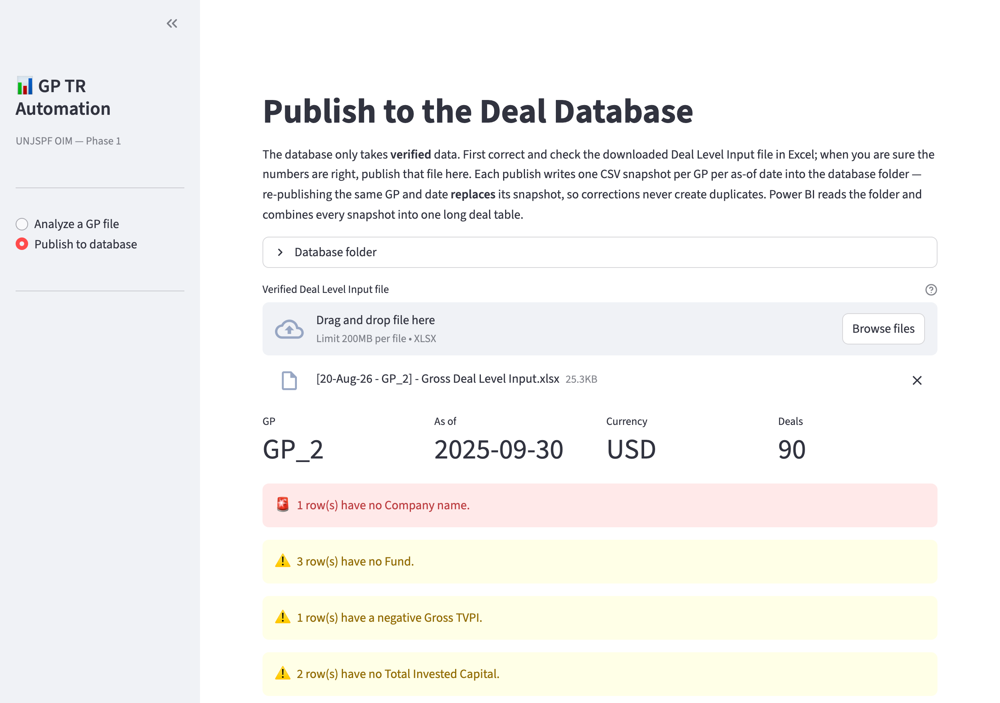 GP TR
Automation
UNJSPF OIM — Phase 1
Analyze a GP file
Publish to database
Publish to the Deal Database
The database only takes verified data. First correct and check the downloaded Deal Level Input file in Excel; when you are sure the
numbers are right, publish that file here. Each publish writes one CSV snapshot per GP per as-of date into the database folder —
re-publishing the same GP and date replaces its snapshot, so corrections never create duplicates. Power BI reads the folder and
combines every snapshot into one long deal table.
Database folder
Verified Deal Level Input file
Drag and drop file here
Limit 200MB per file • XLSX
Browse files
[20-Aug-26 - GP_2] - Gross Deal Level Input.xlsx 25.3KB
GP As of Currency Deals
GP_2 2025-09-30 USD 90
1 row(s) have no Company name.
3 row(s) have no Fund.
1 row(s) have a negative Gross TVPI.
2 row(s) have no Total Invested Capital.